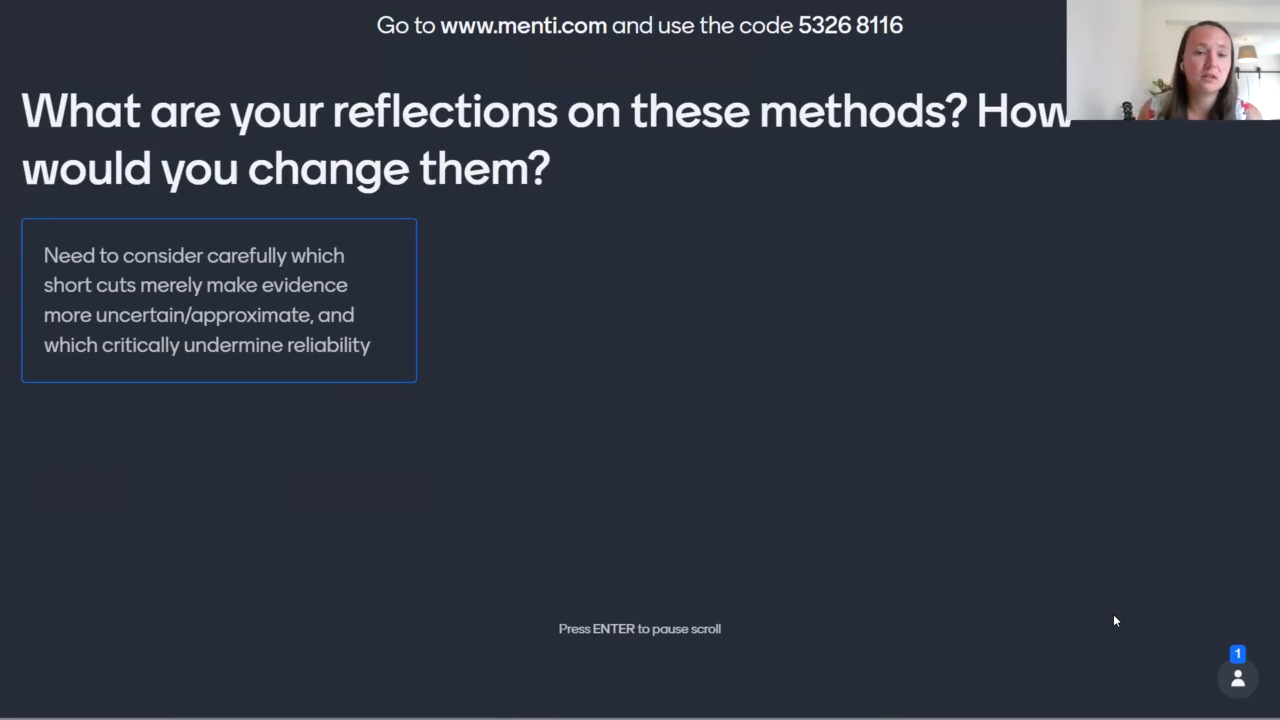 Go to www.menti.com and use the code 5326 8116
What are your reflections on these methods? How
would you change them?
Need to consider carefully which
short cuts merely make evidence
more uncertain/approximate, and
which critically undermine reliability
Press ENTER to pause scroll
1